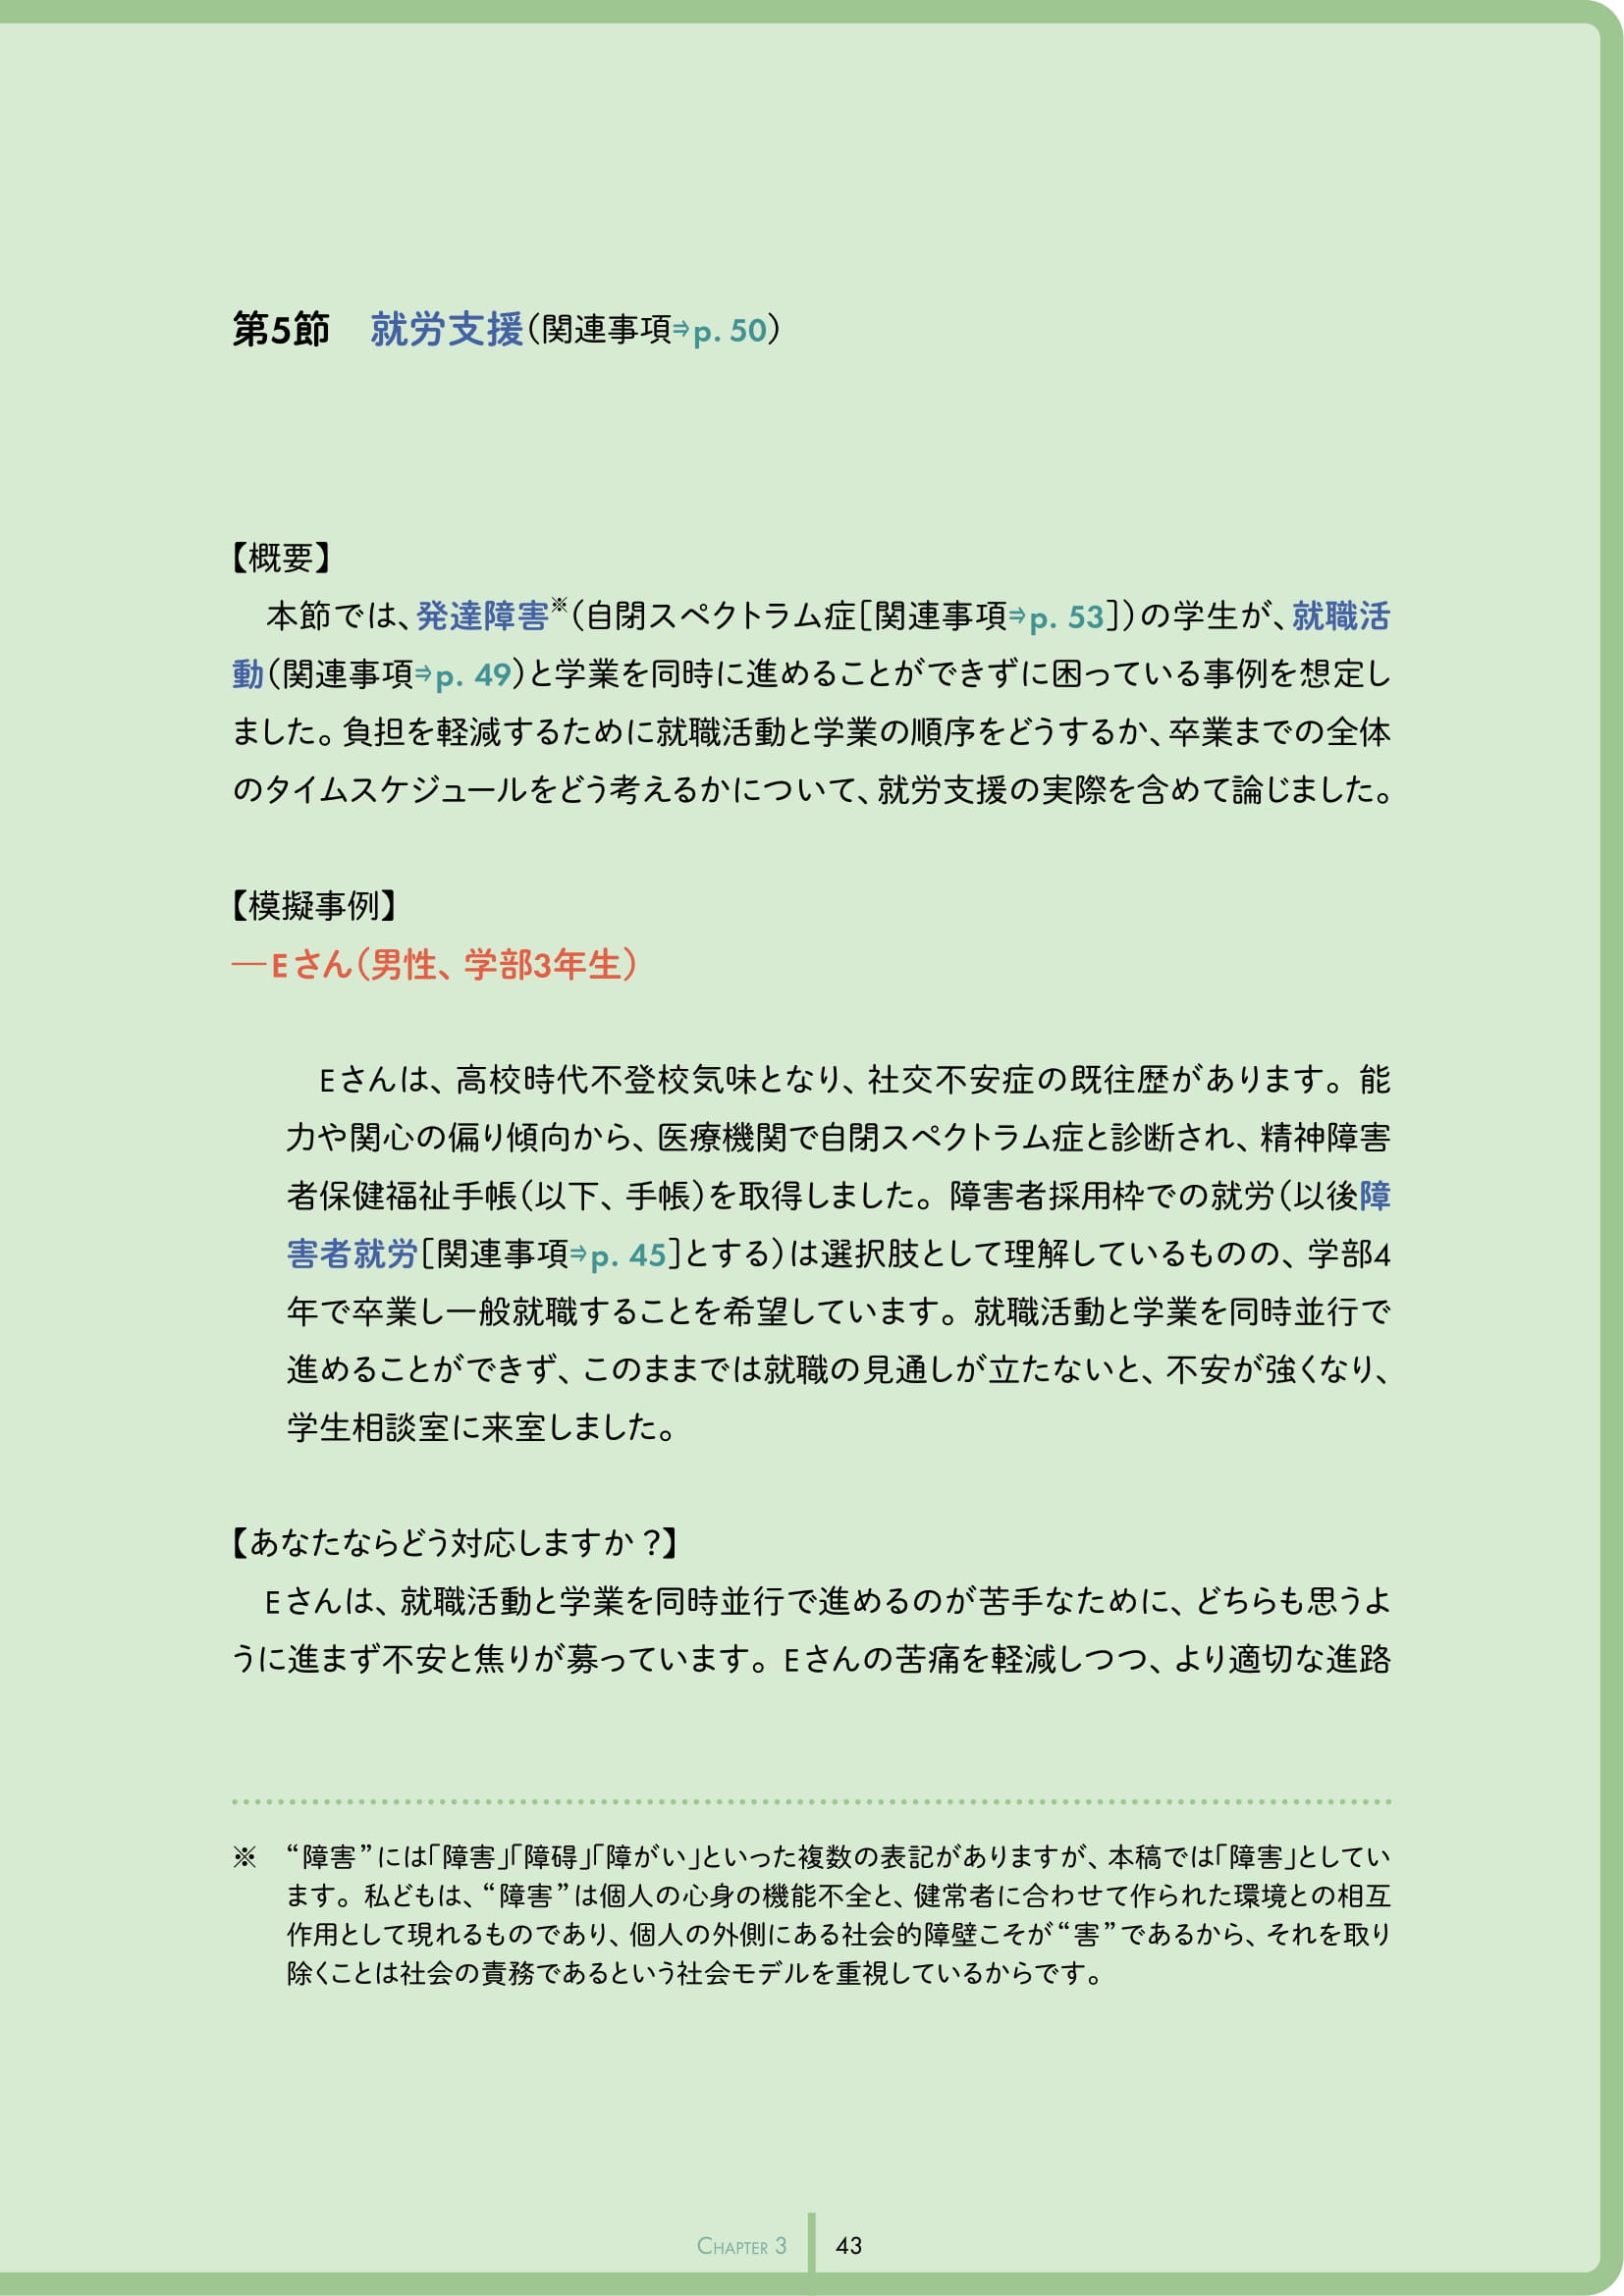 第5節　就労支援（関連事項⇒p. 50）
【概要】
　本節では、発達障害※（自閉スペクトラム症［関連事項⇒p. 53］）の学生が、就職活
動（関連事項⇒p. 49）と学業を同時に進めることができずに困っている事例を想定し
ました。負担を軽減するために就職活動と学業の順序をどうするか、卒業までの全体
のタイムスケジュールをどう考えるかについて、就労支援の実際を含めて論じました。
【模擬事例】
―Eさん（男性、学部3年生）
　Eさんは、高校時代不登校気味となり、社交不安症の既往歴があります。能
力や関心の偏り傾向から、医療機関で自閉スペクトラム症と診断され、精神障害
者保健福祉手帳（以下、手帳）を取得しました。障害者採用枠での就労（以後障
害者就労［関連事項⇒p. 45］とする）は選択肢として理解しているものの、学部4
年で卒業し一般就職することを希望しています。就職活動と学業を同時並行で
進めることができず、このままでは就職の見通しが立たないと、不安が強くなり、
学生相談室に来室しました。
【あなたならどう対応しますか？】
　Eさんは、就職活動と学業を同時並行で進めるのが苦手なために、どちらも思うよ
うに進まず不安と焦りが募っています。Eさんの苦痛を軽減しつつ、より適切な進路
※　“障害”には「障害」「障碍」「障がい」といった複数の表記がありますが、本稿では「障害」としてい
ます。私どもは、“障害”は個人の心身の機能不全と、健常者に合わせて作られた環境との相互
作用として現れるものであり、個人の外側にある社会的障壁こそが“害”であるから、それを取り
除くことは社会の責務であるという社会モデルを重視しているからです。
Chapter 3　43